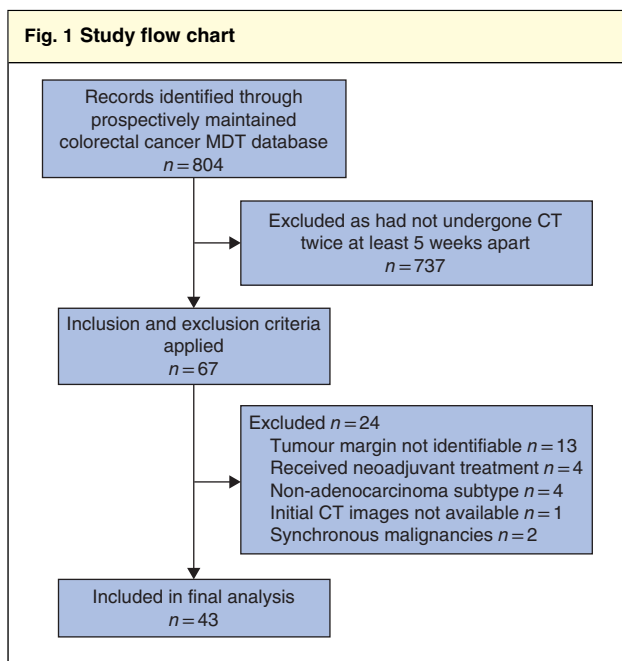 Fig. 1 Study flow chart
Records identified through
prospectively maintained
colorectal cancer MDT database
n = 804
Excluded as had not undergone CT
twice at least 5 weeks apart
n = 737
Inclusion and exclusion criteria
applied
n = 67
Excluded n = 24
Tumour margin not identifiable n = 13
Received neoadjuvant treatment n = 4
Non-adenocarcinoma subtype n = 4
Initial CT images not available n = 1
Synchronous malignancies n = 2
Included in final analysis
n = 43